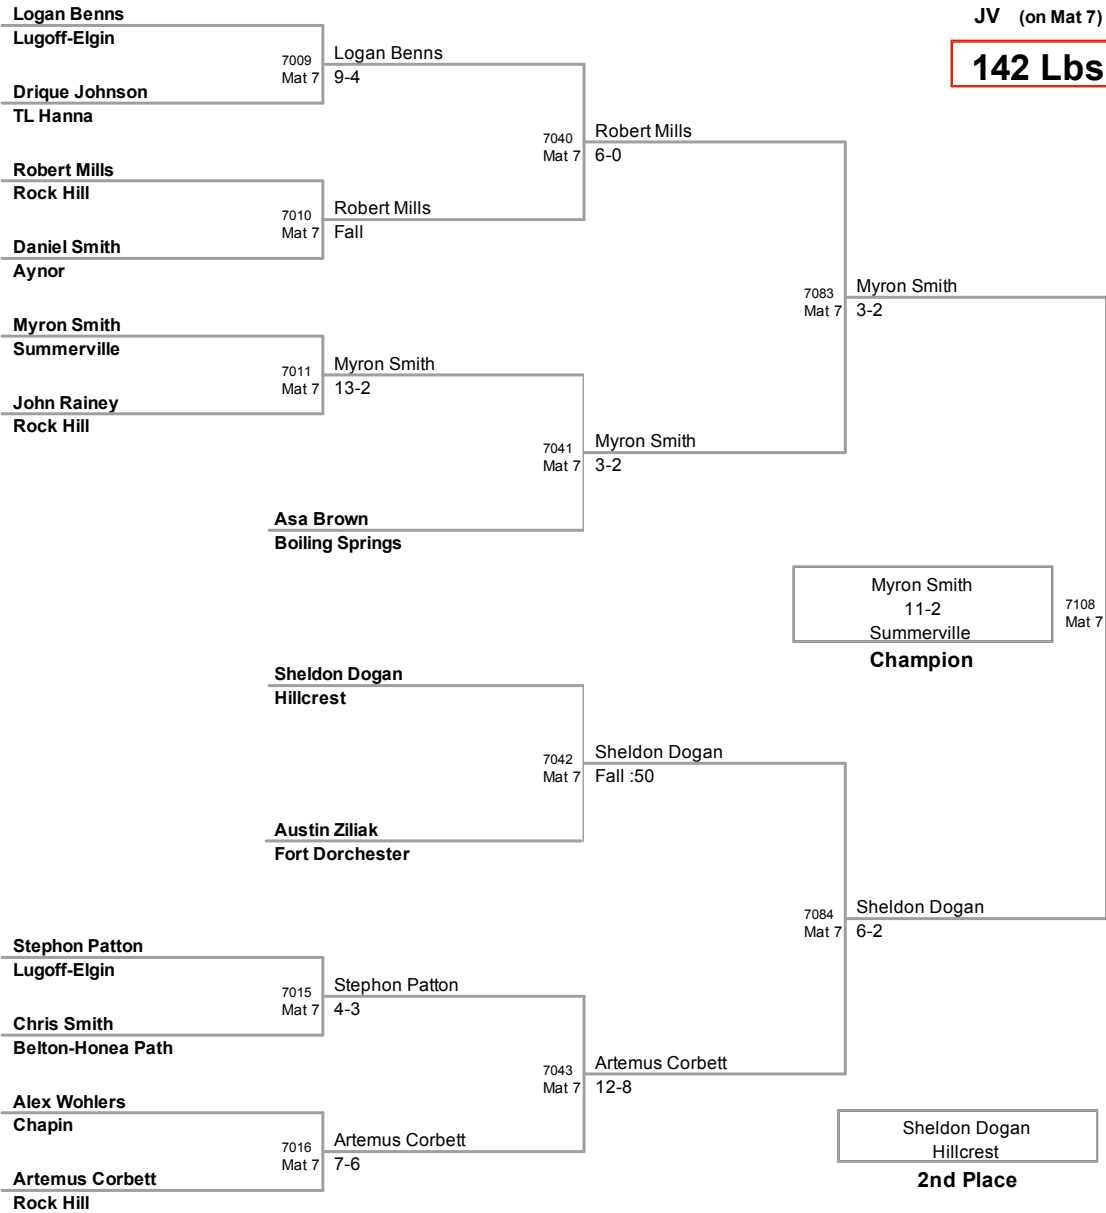 Logan Benns
Lugoff-Elgin
JV (on Mat 7)
142 Lbs
7009
Mat 7
Logan Benns
9-4
Drique Johnson
TL Hanna
7040
Mat 7
Robert Mills
6-0
Robert Mills
Rock Hill
7010
Mat 7
Robert Mills
Fall
Daniel Smith
Aynor
7083
Mat 7
Myron Smith
3-2
Myron Smith
Summerville
7011
Mat 7
Myron Smith
13-2
John Rainey
Rock Hill
7041
Mat 7
Myron Smith
3-2
Asa Brown
Boiling Springs
Myron Smith
11-2
Summerville
Champion
7108
Mat 7
Sheldon Dogan
Hillcrest
7042
Mat 7
Sheldon Dogan
Fall :50
Austin Ziliak
Fort Dorchester
7084
Mat 7
Sheldon Dogan
6-2
Stephon Patton
Lugoff-Elgin
7015
Mat 7
Stephon Patton
4-3
Chris Smith
Belton-Honea Path
7043
Mat 7
Artemus Corbett
12-8
Alex Wohlers
Chapin
7016
Mat 7
Artemus Corbett
7-6
Artemus Corbett
Rock Hill
Sheldon Dogan
Hillcrest
2nd Place